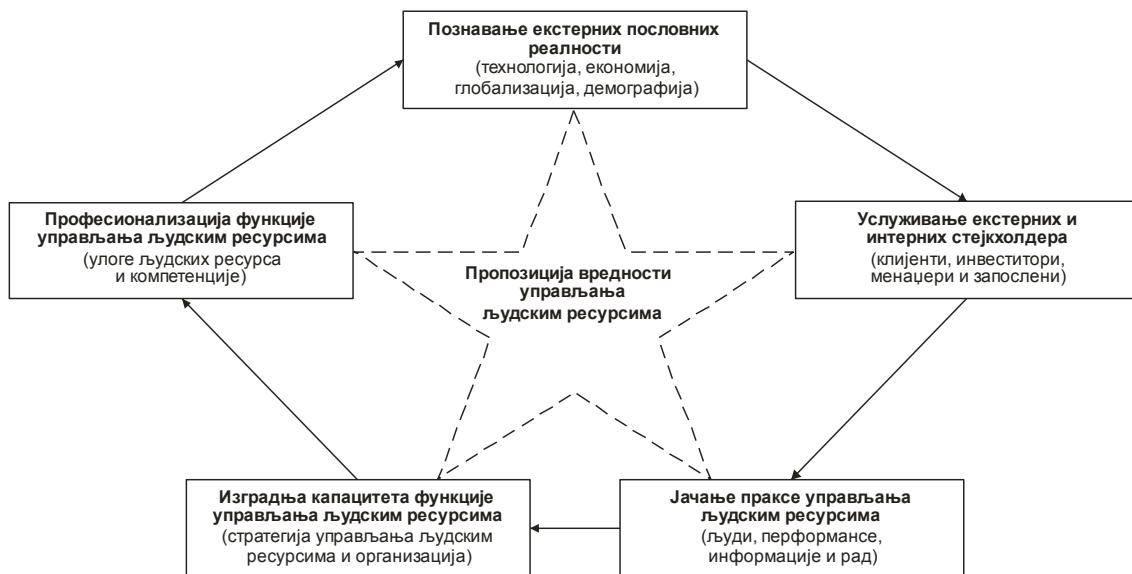 Познавање екстерних пословних
реалности
(технологија, економија,
глобализација, демографија)
Професионализација функције
управљања људским ресурсима
(улоге људских ресурса
и компетенције)
Услуживање екстерних и
интерних стејкхолдера
(клијенти, инвеститори,
менаџери и запослени)
Пропозиција вредности
управљања
људским ресурсима
Изградња капацитета функције
управљања људским ресурсима
(стратегија управљања људским
ресурсима и организација)
Јачање праксе управљања
људским ресурсима
(људи, перформансе,
информације и рад)